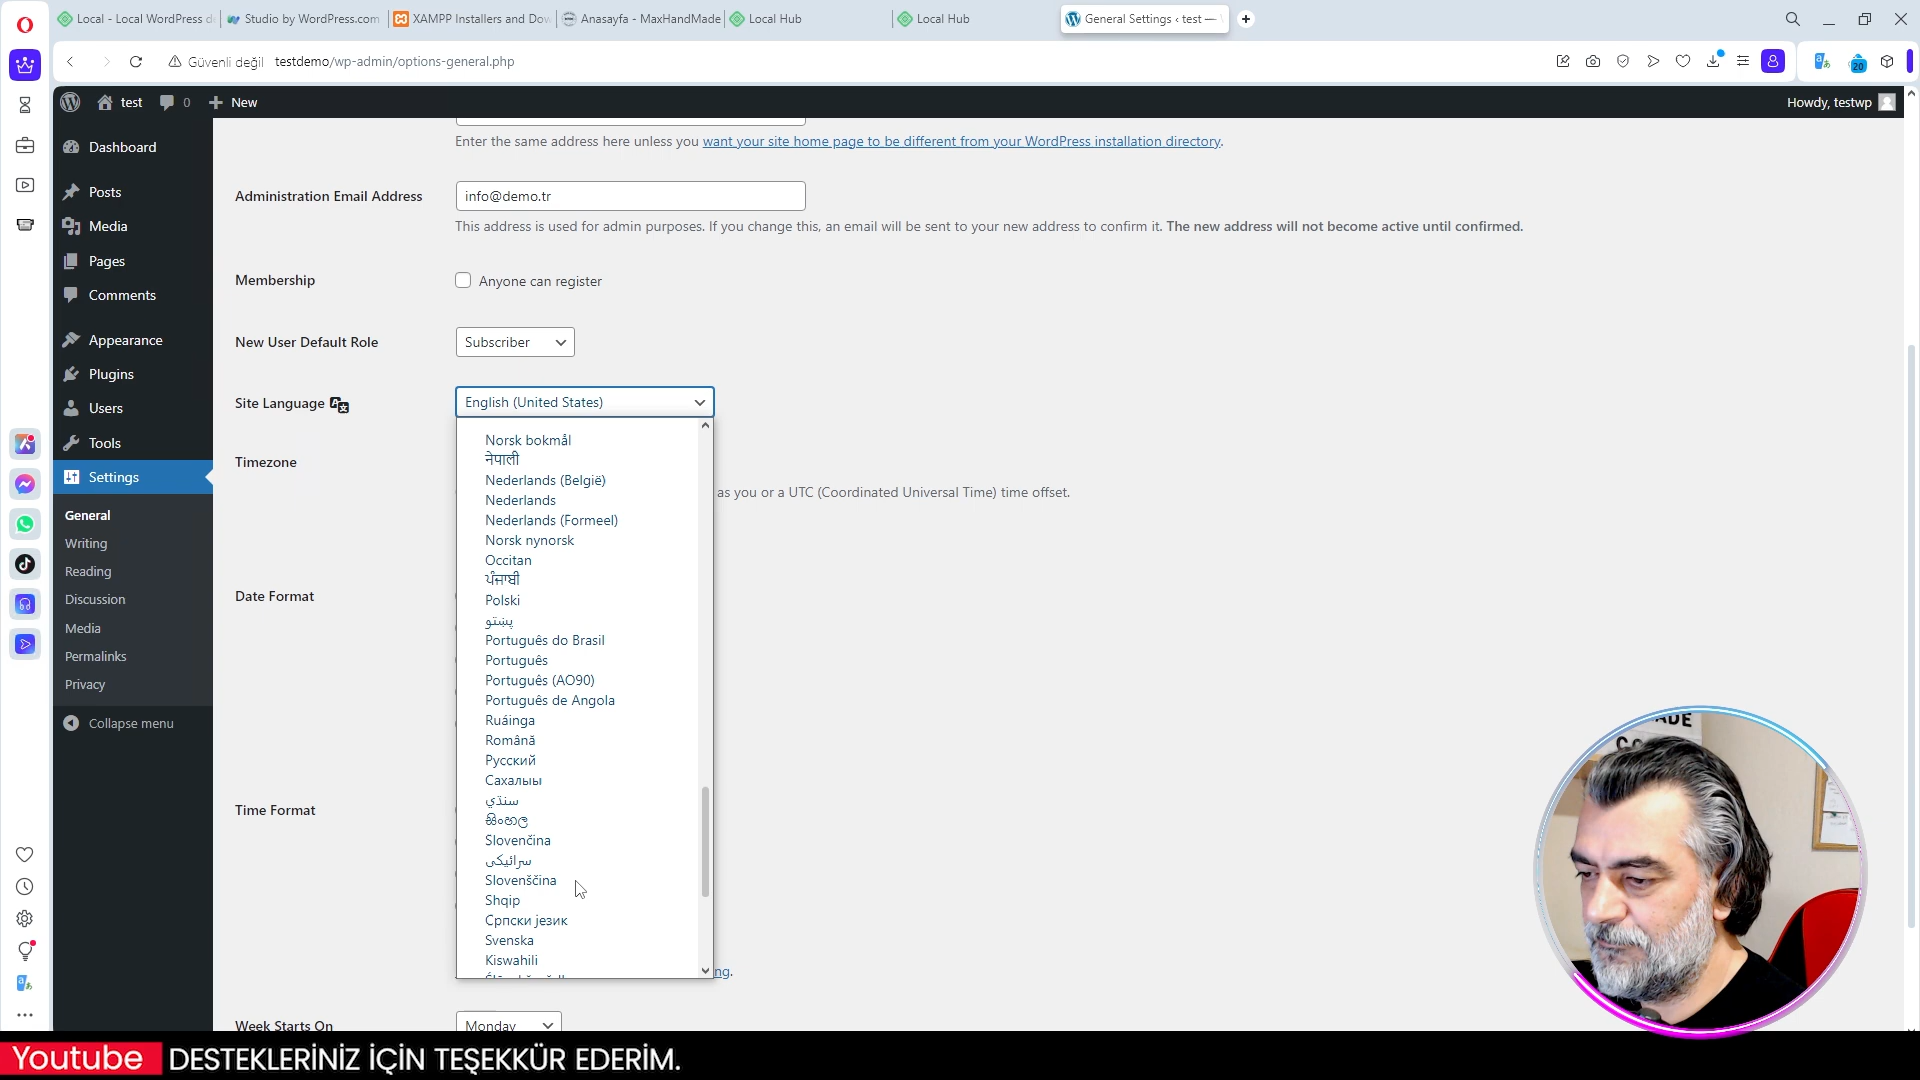 Local - Local WordPress d
Studio by WordPress.com
XAMPP Installers and Dow
Anasayfa - MaxHandMade
Local Hub
Local Hub
General Settings ‹ test —
Güvenli değil testdemo/wp-admin/options-general.php
20
test 0 New
Howdy, testwp
Dashboard
Posts
Media
Pages
Comments
Appearance
Plugins
Users
Tools
Settings
General
Writing
Reading
Discussion
Media
Permalinks
Privacy
Collapse menu
Enter the same address here unless you want your site home page to be different from your WordPress installation directory.
Administration Email Address info@demo.tr
This address is used for admin purposes. If you change this, an email will be sent to your new address to confirm it. The new address will not become active until confirmed.
Membership Anyone can register
New User Default Role Subscriber
Site Language English (United States)
Norsk bokmål
नेपाली
Nederlands (België)
Nederlands
Nederlands (Formeel)
Norsk nynorsk
Occitan
ਪੰਜਾਬੀ
Polski
پښتو
Português do Brasil
Português
Português (AO90)
Português de Angola
Ruáinga
Română
Русский
Сахалыы
سنڌي
සිංහල
Slovenčina
سرائیکی
Slovenščina
Shqip
Српски језик
Svenska
Kiswahili
Timezone
as you or a UTC (Coordinated Universal Time) time offset.
Date Format
Time Format
ng.
Week Starts On Monday
Youtube DESTEKLERİNİZ İÇİN TEŞEKKÜR EDERİM.